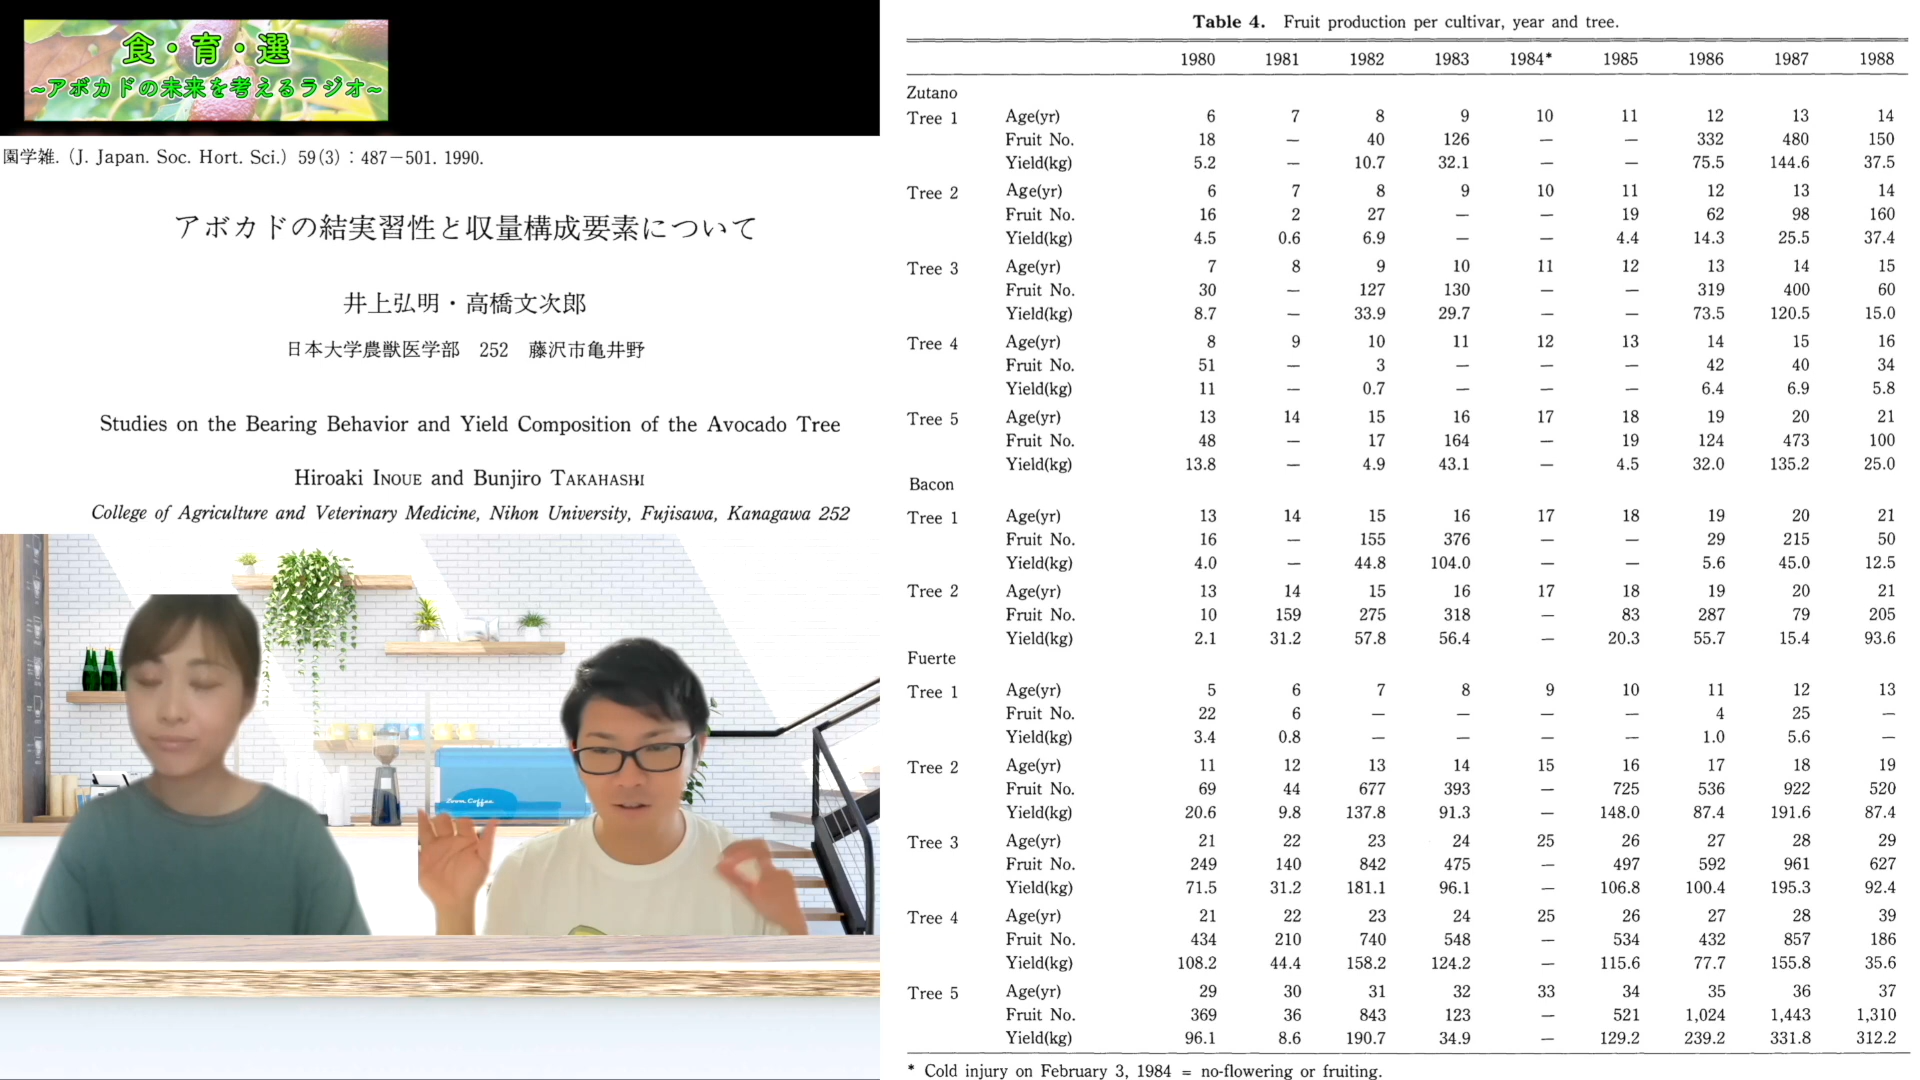 食・育・選
~アボカドの未来を考えるラジオ~
園学雑. (J. Japan. Soc. Hort. Sci.) 59(3) : 487－501. 1990.
アボカドの結実習性と収量構成要素について
井上弘明・高橋文次郎
日本大学農獣医学部 252 藤沢市亀井野
Studies on the Bearing Behavior and Yield Composition of the Avocado Tree
Hiroaki INOUE and Bunjiro TAKAHASHI
College of Agriculture and Veterinary Medicine, Nihon University, Fujisawa, Kanagawa 252
Zoom Coffee
Table 4. Fruit production per cultivar, year and tree.
1980 1981 1982 1983 1984* 1985 1986 1987 1988
Zutano
Tree 1 Age(yr) 6 7 8 9 10 11 12 13 14
Fruit No. 18 — 40 126 — — 332 480 150
Yield(kg) 5.2 — 10.7 32.1 — — 75.5 144.6 37.5
Tree 2 Age(yr) 6 7 8 9 10 11 12 13 14
Fruit No. 16 2 27 — — 19 62 98 160
Yield(kg) 4.5 0.6 6.9 — — 4.4 14.3 25.5 37.4
Tree 3 Age(yr) 7 8 9 10 11 12 13 14 15
Fruit No. 30 — 127 130 — — 319 400 60
Yield(kg) 8.7 — 33.9 29.7 — — 73.5 120.5 15.0
Tree 4 Age(yr) 8 9 10 11 12 13 14 15 16
Fruit No. 51 — 3 — — — 42 40 34
Yield(kg) 11 — 0.7 — — — 6.4 6.9 5.8
Tree 5 Age(yr) 13 14 15 16 17 18 19 20 21
Fruit No. 48 — 17 164 — 19 124 473 100
Yield(kg) 13.8 — 4.9 43.1 — 4.5 32.0 135.2 25.0
Bacon
Tree 1 Age(yr) 13 14 15 16 17 18 19 20 21
Fruit No. 16 — 155 376 — — 29 215 50
Yield(kg) 4.0 — 44.8 104.0 — — 5.6 45.0 12.5
Tree 2 Age(yr) 13 14 15 16 17 18 19 20 21
Fruit No. 10 159 275 318 — 83 287 79 205
Yield(kg) 2.1 31.2 57.8 56.4 — 20.3 55.7 15.4 93.6
Fuerte
Tree 1 Age(yr) 5 6 7 8 9 10 11 12 13
Fruit No. 22 6 — — — — 4 25 —
Yield(kg) 3.4 0.8 — — — — 1.0 5.6 —
Tree 2 Age(yr) 11 12 13 14 15 16 17 18 19
Fruit No. 69 44 677 393 — 725 536 922 520
Yield(kg) 20.6 9.8 137.8 91.3 — 148.0 87.4 191.6 87.4
Tree 3 Age(yr) 21 22 23 24 25 26 27 28 29
Fruit No. 249 140 842 475 — 497 592 961 627
Yield(kg) 71.5 31.2 181.1 96.1 — 106.8 100.4 195.3 92.4
Tree 4 Age(yr) 21 22 23 24 25 26 27 28 39
Fruit No. 434 210 740 548 — 534 432 857 186
Yield(kg) 108.2 44.4 158.2 124.2 — 115.6 77.7 155.8 35.6
Tree 5 Age(yr) 29 30 31 32 33 34 35 36 37
Fruit No. 369 36 843 123 — 521 1,024 1,443 1,310
Yield(kg) 96.1 8.6 190.7 34.9 — 129.2 239.2 331.8 312.2
* Cold injury on February 3, 1984 = no-flowering or fruiting.